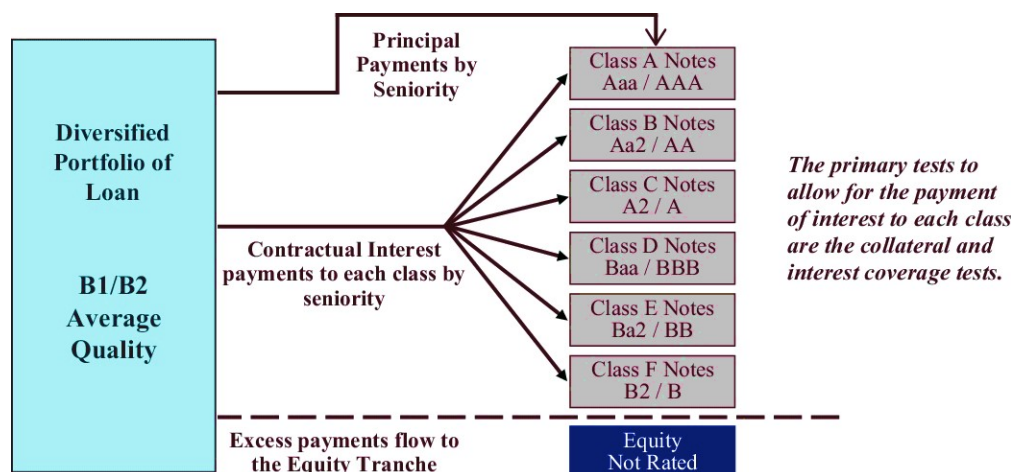 Diversified
Portfolio of
Loan
B1/B2
Average
Quality
Principal
Payments by
Seniority
Contractual Interest
payments to each class by
seniority
Excess payments flow to
the Equity Tranche
Class A Notes
Aaa / AAA
Class B Notes
Aa2 / AA
Class C Notes
A2 / A
Class D Notes
Baa / BBB
Class E Notes
Ba2 / BB
Class F Notes
B2 / B
Equity
Not Rated
The primary tests to
allow for the payment
of interest to each class
are the collateral and
interest coverage tests.